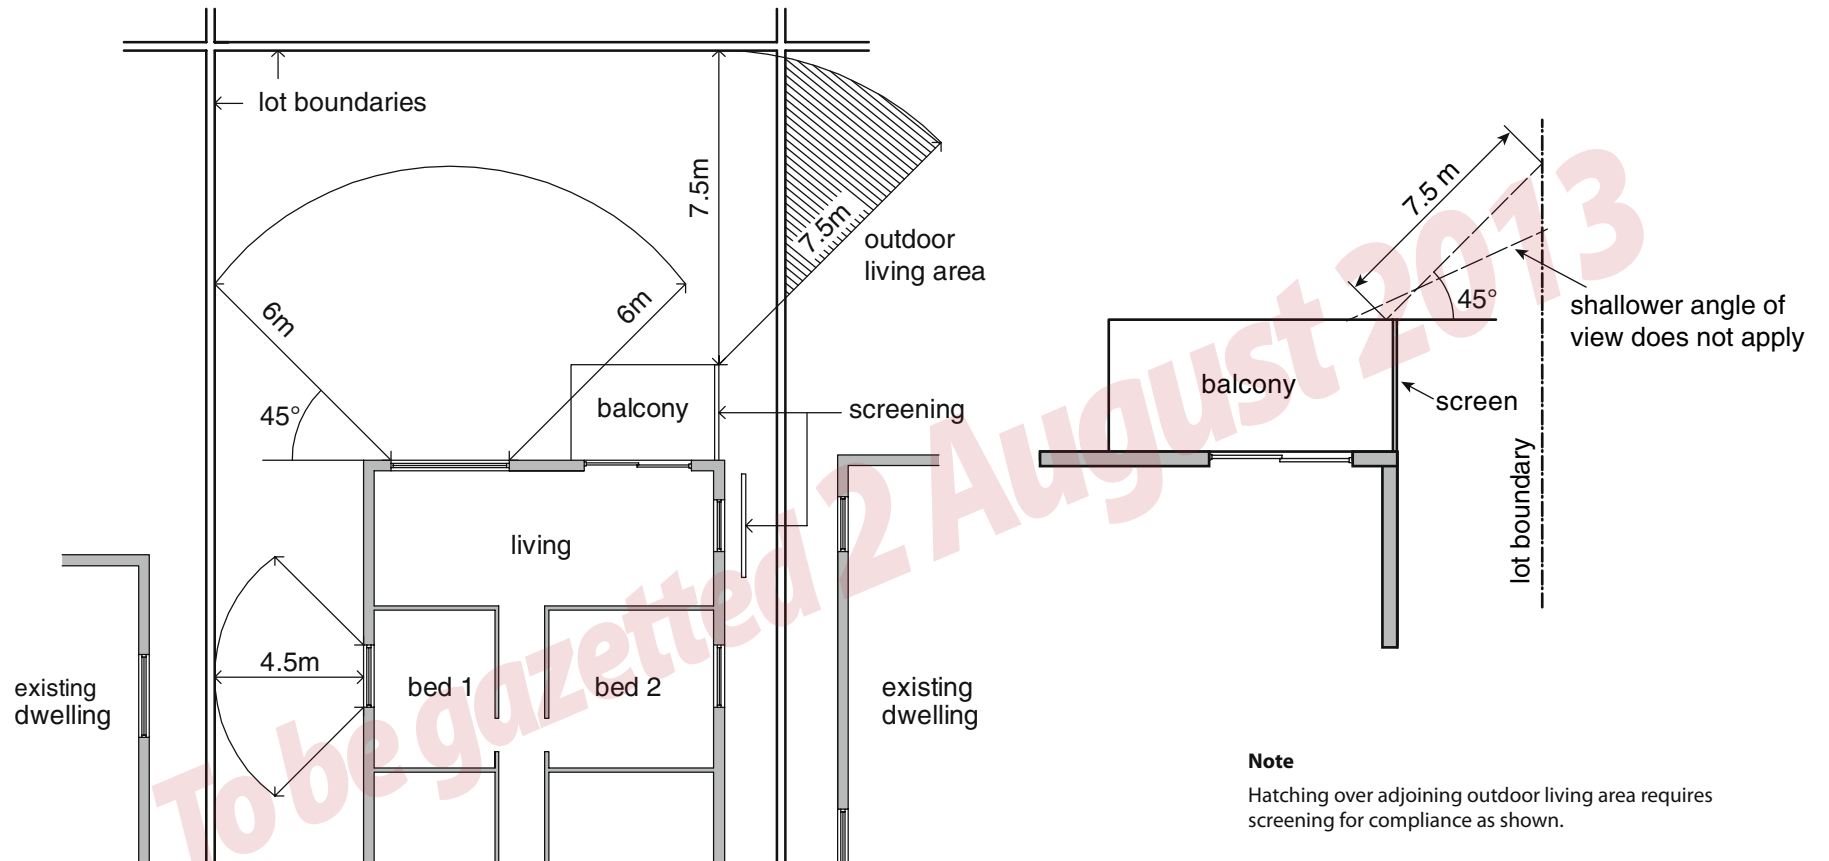 lot boundaries
7.5m
7.5m
outdoor
living area
6m
6m
45°
balcony
screening
living
4.5m
bed 1
bed 2
existing
dwelling
existing
dwelling
7.5 m
45°
shallower angle of
view does not apply
balcony
screen
lot boundary
To be gazetted 2 August 2013
Note
Hatching over adjoining outdoor living area requires
screening for compliance as shown.